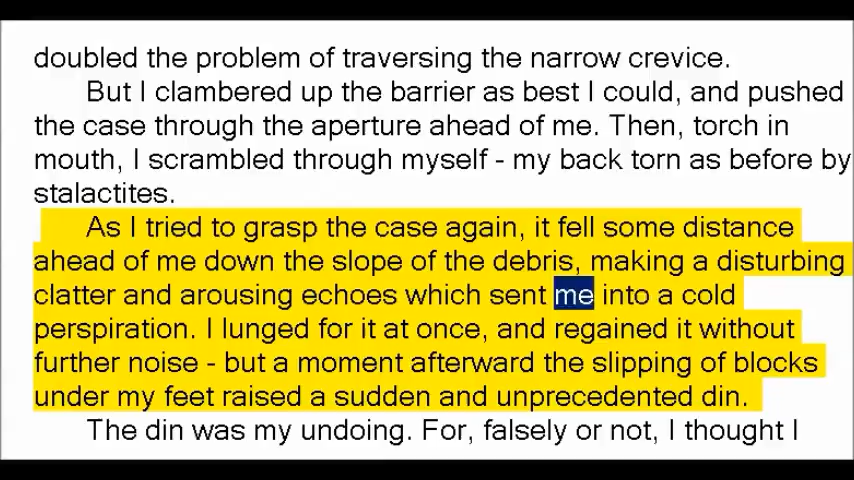 doubled the problem of traversing the narrow crevice.
But I clambered up the barrier as best I could, and pushed
the case through the aperture ahead of me. Then, torch in
mouth, I scrambled through myself - my back torn as before by
stalactites.
As I tried to grasp the case again, it fell some distance
ahead of me down the slope of the debris, making a disturbing
clatter and arousing echoes which sent me into a cold
perspiration. I lunged for it at once, and regained it without
further noise - but a moment afterward the slipping of blocks
under my feet raised a sudden and unprecedented din.
The din was my undoing. For, falsely or not, I thought I